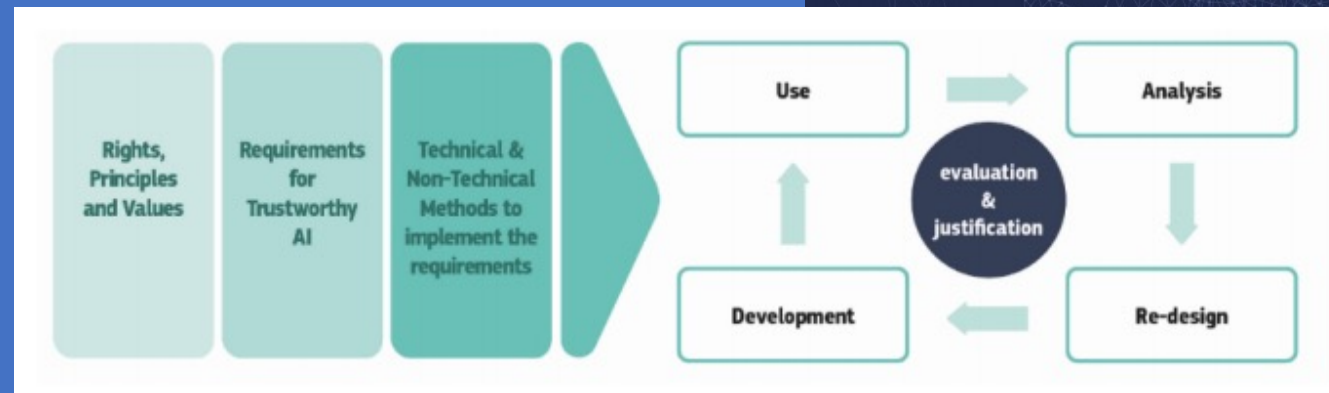 Rights,
Principles
and Values
Requirements
for
Trustworthy
AI
Technical &
Non-Technical
Methods to
implement the
requirements
Use
Analysis
evaluation
&
justification
Development
Re-design